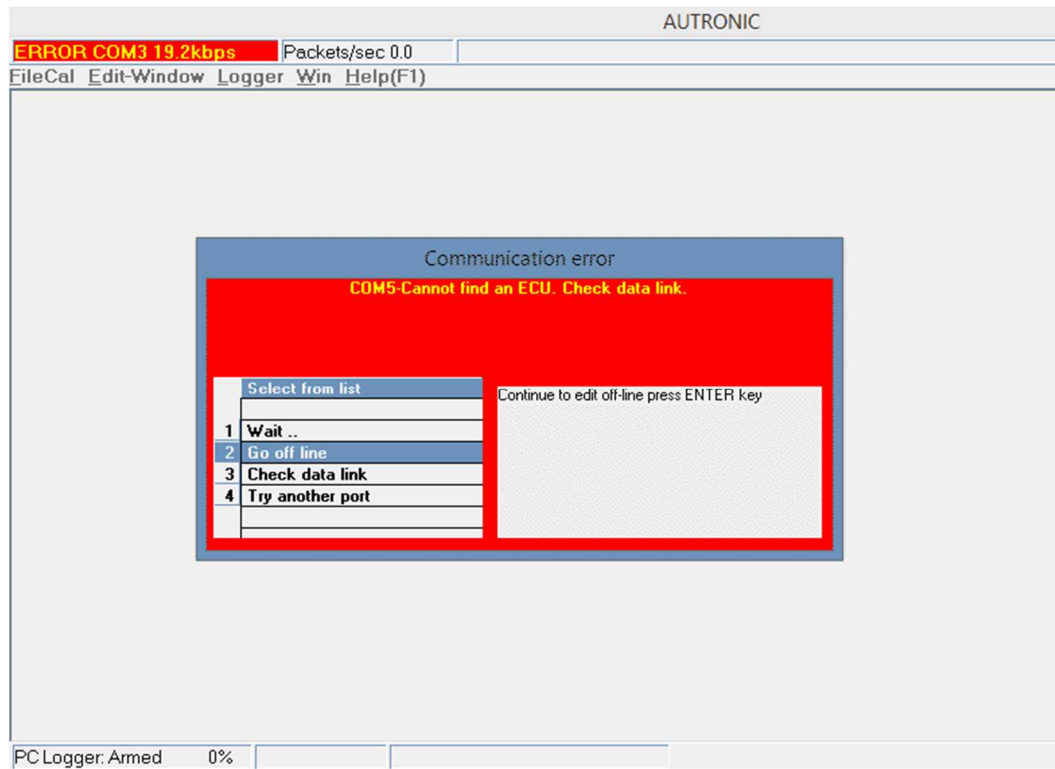 AUTRONIC
ERROR COM3 19.2kbps Packets/sec 0.0
FileCal Edit-Window Logger Win Help(F1)
Communication error
COM5-Cannot find an ECU. Check data link.
Select from list
Continue to edit off-line press ENTER key
1 Wait ..
2 Go off line
3 Check data link
4 Try another port
PC Logger: Armed 0%